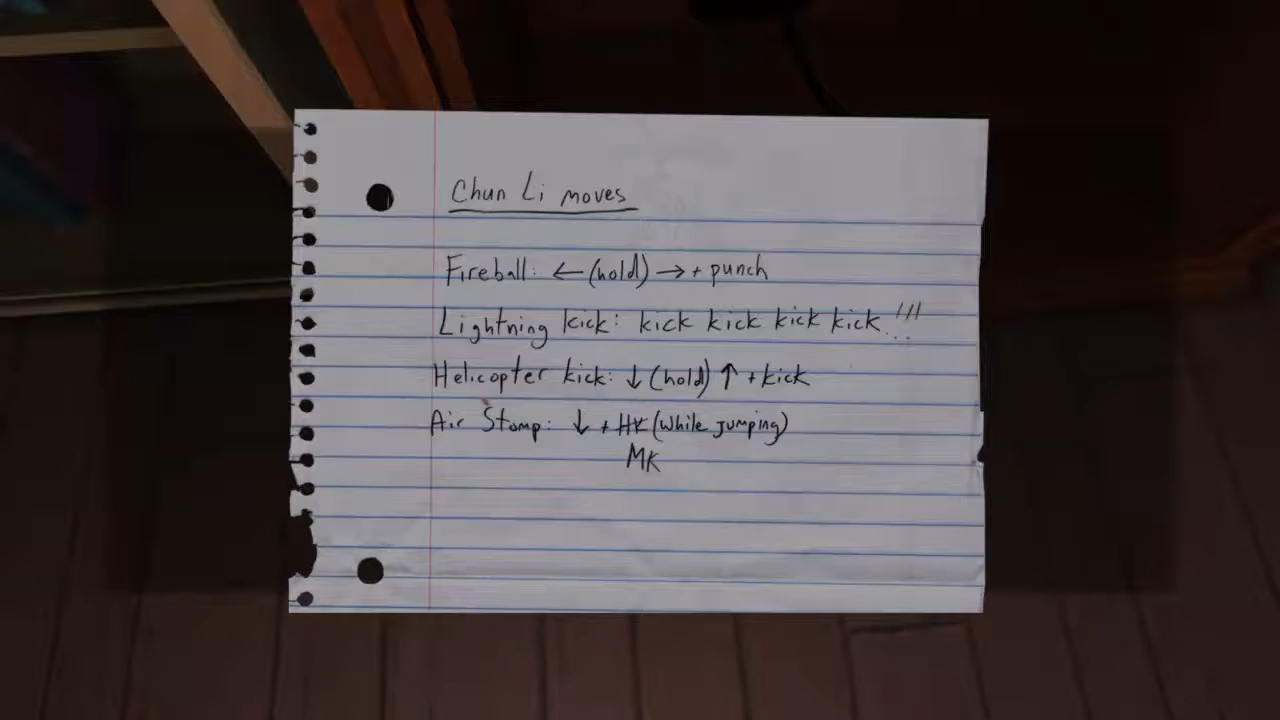 Chun Li moves
Fireball: ← (hold) → + punch
Lightning kick: kick kick kick kick...!!!
Helicopter kick: ↓ (hold) ↑ + kick
Air Stomp: ↓ + HK (while jumping)
MK